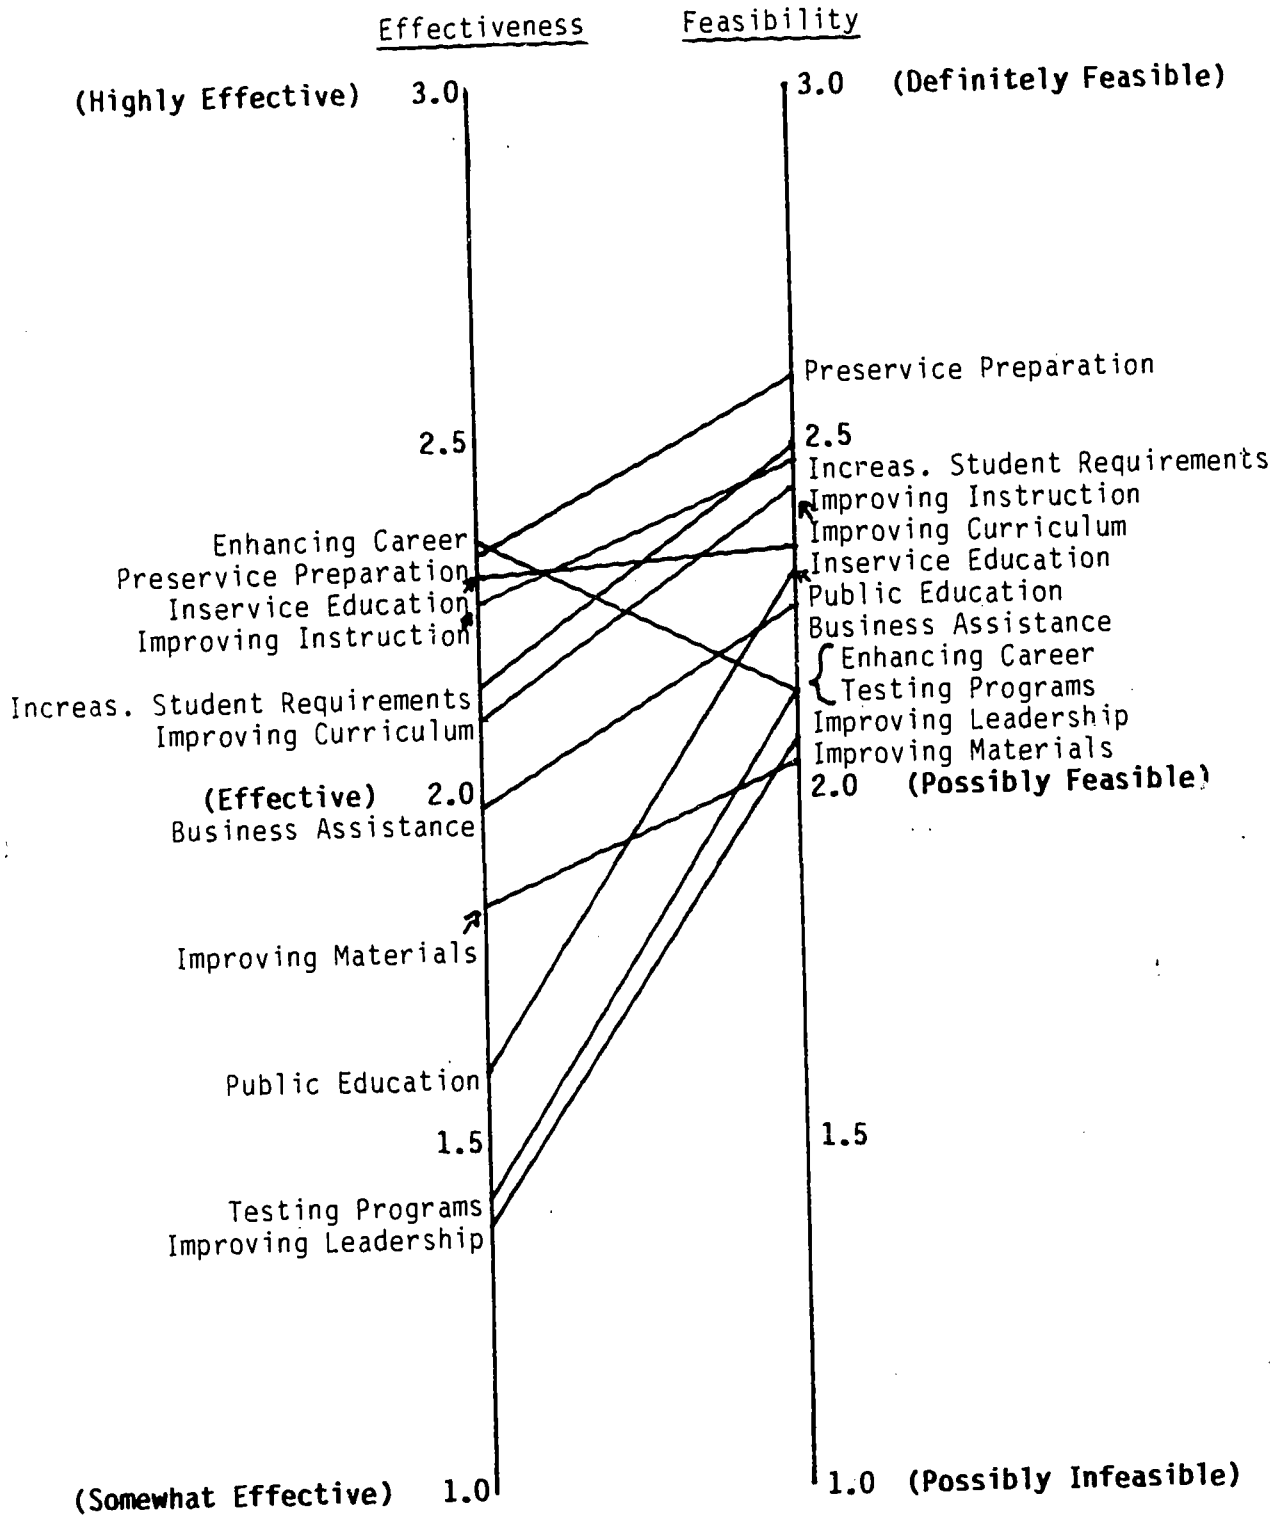 Effectiveness Feasibility
(Highly Effective) 3.0 3.0 (Definitely Feasible)
Preservice Preparation
2.5 2.5
Increas. Student Requirements
Improving Instruction
Enhancing Career Improving Curriculum
Preservice Preparation Inservice Education
Inservice Education Public Education
Improving Instruction Business Assistance
Enhancing Career
Increas. Student Requirements Testing Programs
Improving Curriculum Improving Leadership
Improving Materials
(Effective) 2.0 2.0 (Possibly Feasible)
Business Assistance
Improving Materials
Public Education
1.5 1.5
Testing Programs
Improving Leadership
(Somewhat Effective) 1.0 1.0 (Possibly Infeasible)